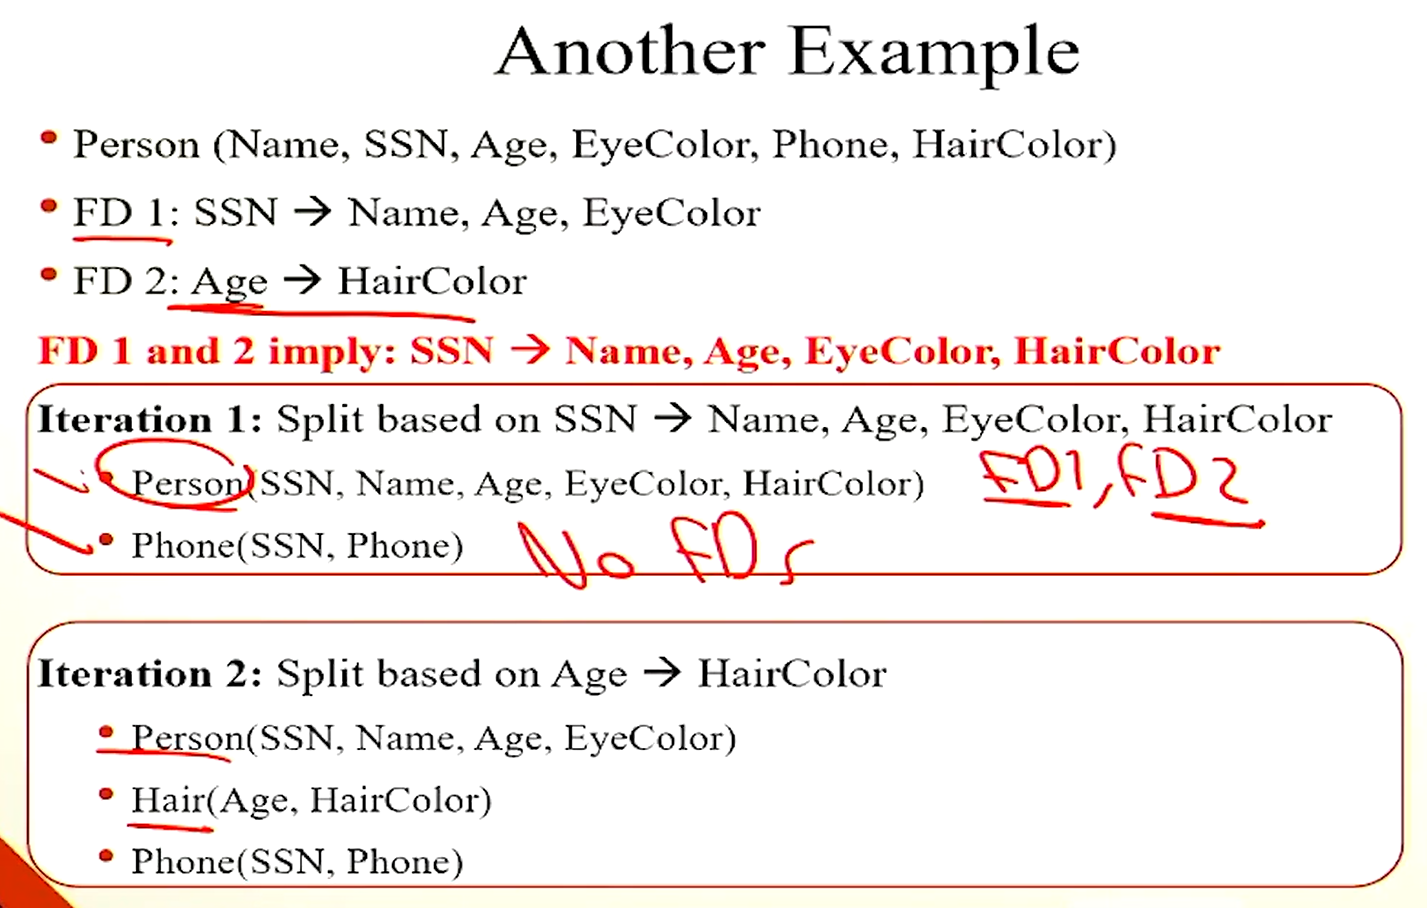 Another Example
• Person (Name, SSN, Age, EyeColor, Phone, HairColor)
• FD 1: SSN → Name, Age, EyeColor
• FD 2: Age → HairColor
FD 1 and 2 imply: SSN → Name, Age, EyeColor, HairColor
Iteration 1: Split based on SSN → Name, Age, EyeColor, HairColor
• Person(SSN, Name, Age, EyeColor, HairColor) FD1, FD2
• Phone(SSN, Phone) No FDs
Iteration 2: Split based on Age → HairColor
• Person(SSN, Name, Age, EyeColor)
• Hair(Age, HairColor)
• Phone(SSN, Phone)